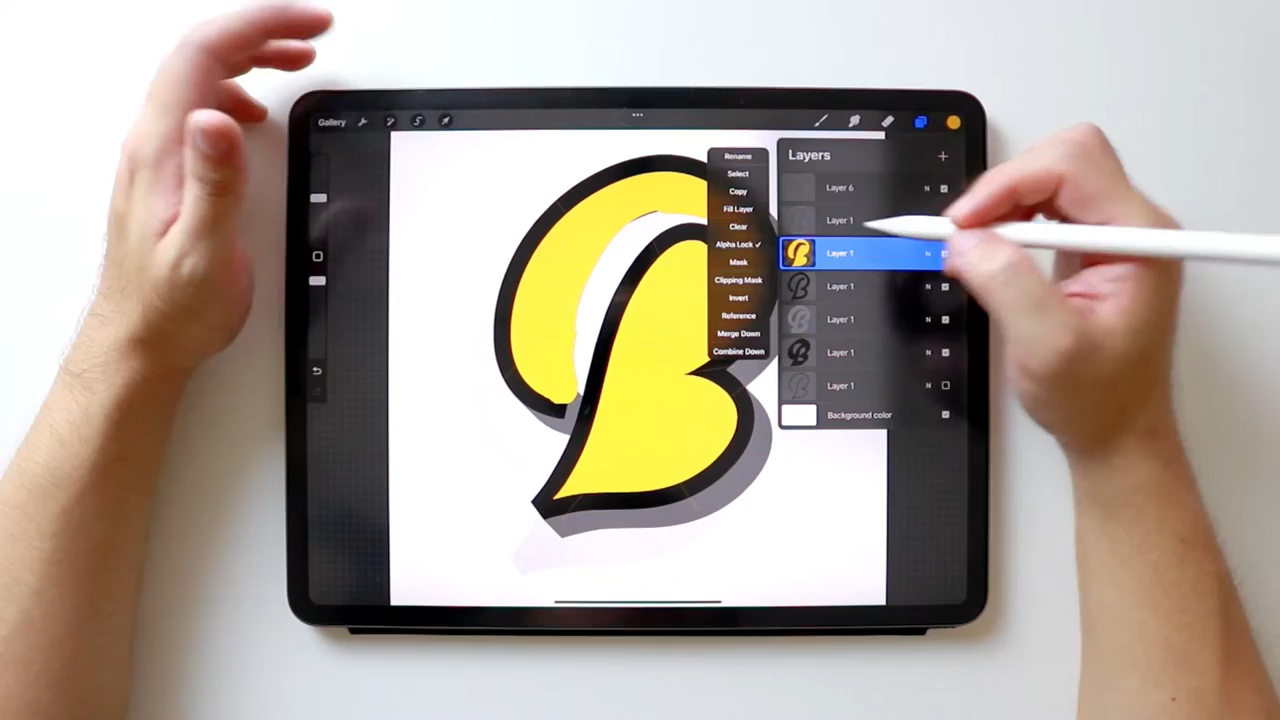 Gallery
Rename
Select
Copy
Fill Layer
Clear
Alpha Lock ✓
Mask
Clipping Mask
Invert
Reference
Merge Down
Combine Down
Layers
Layer 6 N
Layer 1
Layer 1 N
Layer 1 N
Layer 1 N
Layer 1 N
Layer 1 N
Background color
B